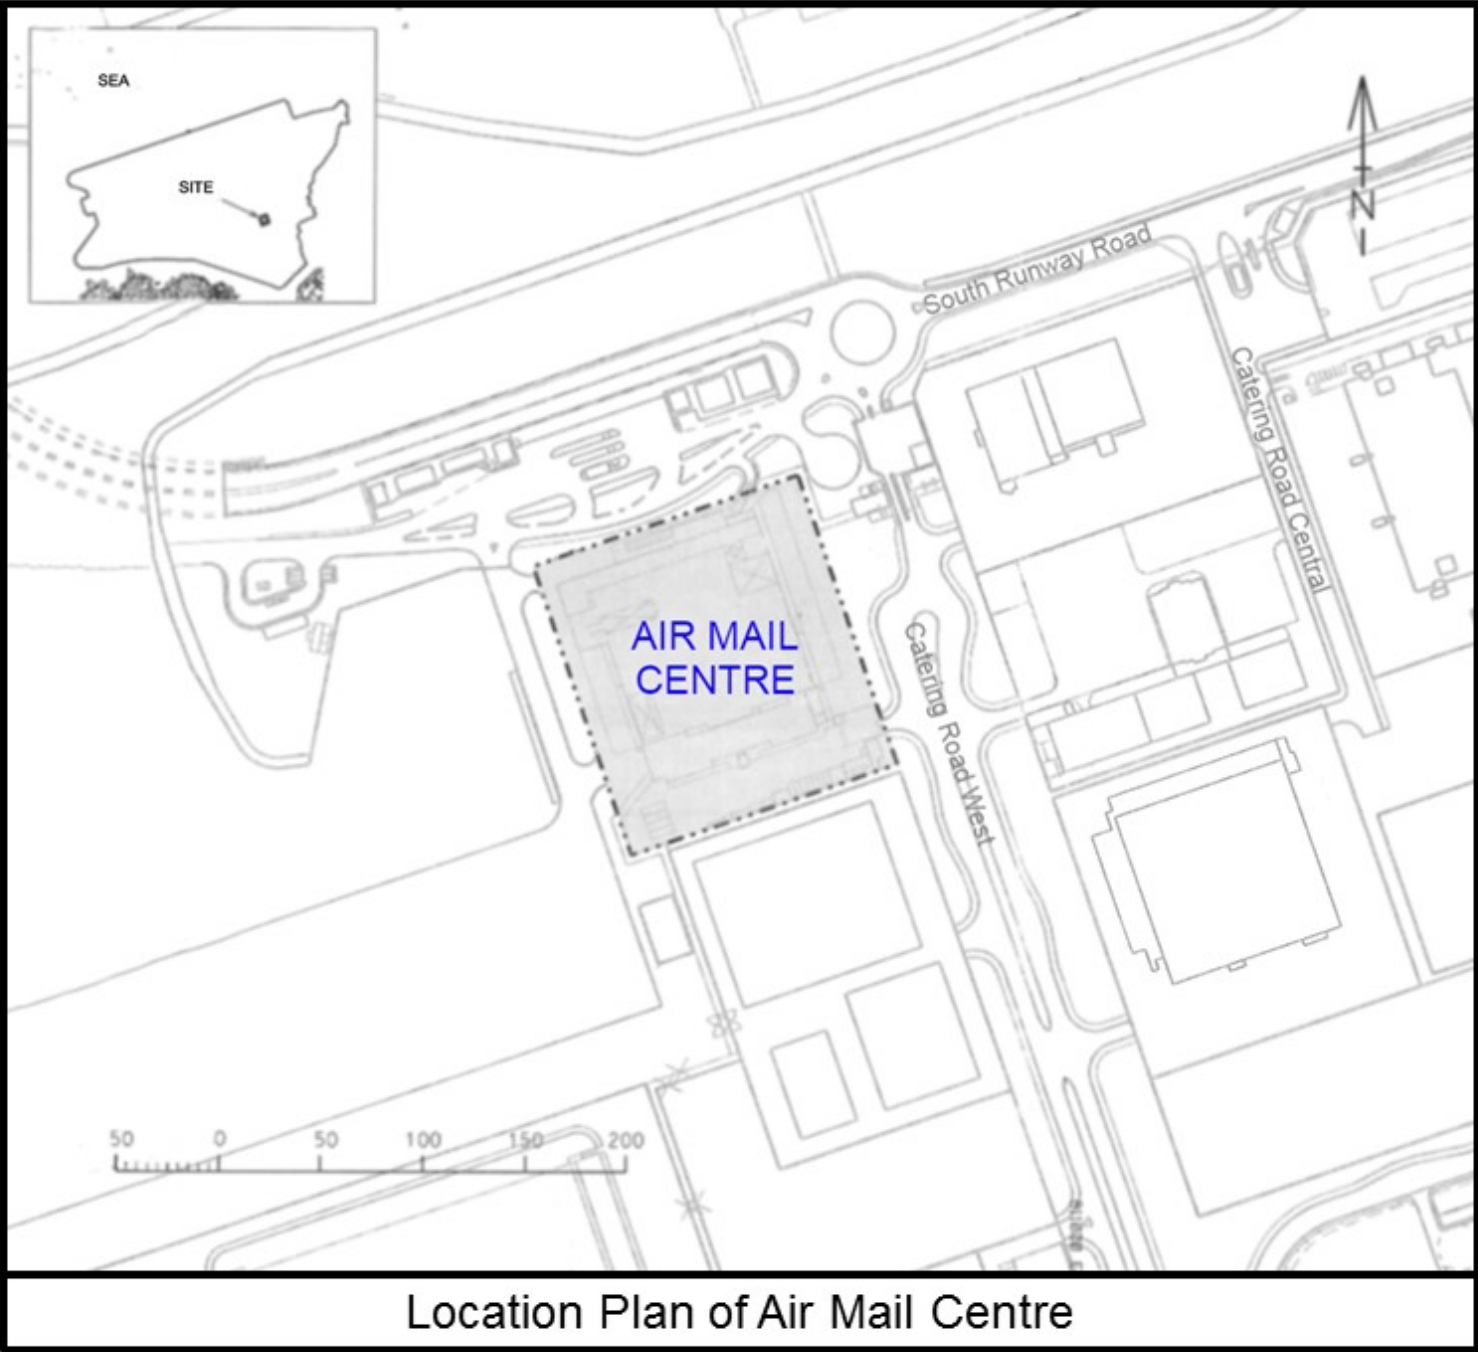 SEA
SITE
N
South Runway Road
Catering Road Central
AIR MAIL
CENTRE
Catering Road West
50 0 50 100 150 200
Location Plan of Air Mail Centre